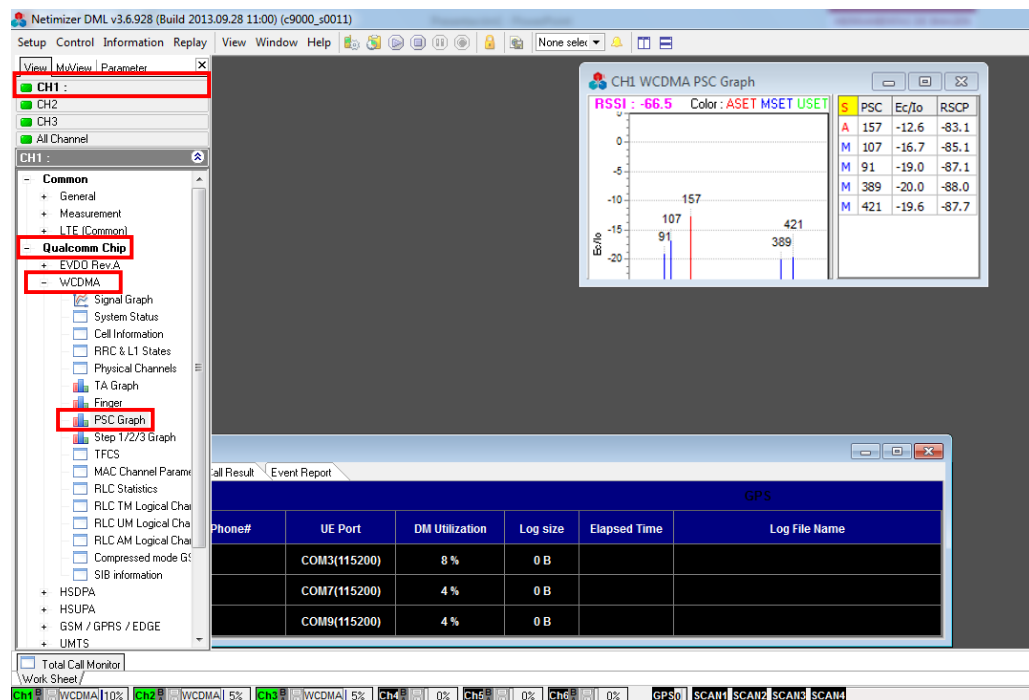 Netimizer DML v3.6.928 (Build 2013.09.28 11:00) (c9000_s0011)
Setup Control Information Replay View Window Help None selec
View MyView Parameter
CH1 :
CH2
CH3
All Channel
CH1 :
- Common
+ General
+ Measurement
+ LTE (Common)
- Qualcomm Chip
+ EVDO Rev.A
- WCDMA
Signal Graph
System Status
Cell Information
RRC & L1 States
Physical Channels
TA Graph
Finger
PSC Graph
Step 1/2/3 Graph
TFCS
MAC Channel Parame
RLC Statistics
RLC TM Logical Cha
RLC UM Logical Cha
RLC AM Logical Cha
Compressed mode GS
SIB information
+ HSDPA
+ HSUPA
+ GSM / GPRS / EDGE
+ UMTS
CH1 WCDMA PSC Graph
RSSI : -66.5 Color : ASET MSET USET
0
-5
-10
-15
-20
Ec/Io
157
107
91
421
389
S PSC Ec/Io RSCP
A 157 -12.6 -83.1
M 107 -16.7 -85.1
M 91 -19.0 -87.1
M 389 -20.0 -88.0
M 421 -19.6 -87.7
Call Result Event Report
GPS
Phone# UE Port DM Utilization Log size Elapsed Time Log File Name
COM3(115200) 8 % 0 B
COM7(115200) 4 % 0 B
COM9(115200) 4 % 0 B
Total Call Monitor
Work Sheet
Ch1 WCDMA 10% Ch2 WCDMA 5% Ch3 WCDMA 5% Ch4 0% Ch5 0% Ch6 0% GPS0 SCAN1 SCAN2 SCAN3 SCAN4